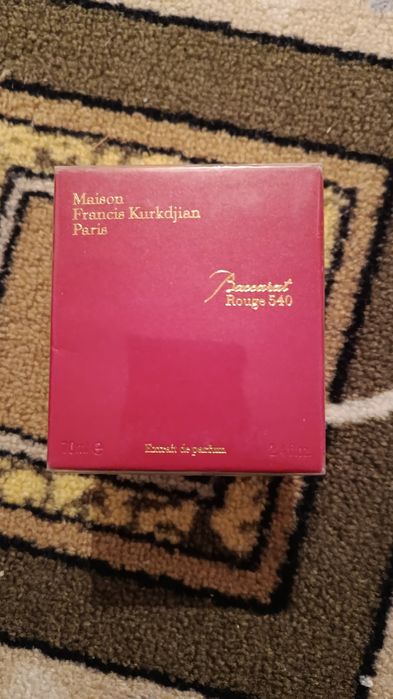 Maison
Francis Kurkdjian
Paris
Baccarat
Rouge 540
Extrait de parfum